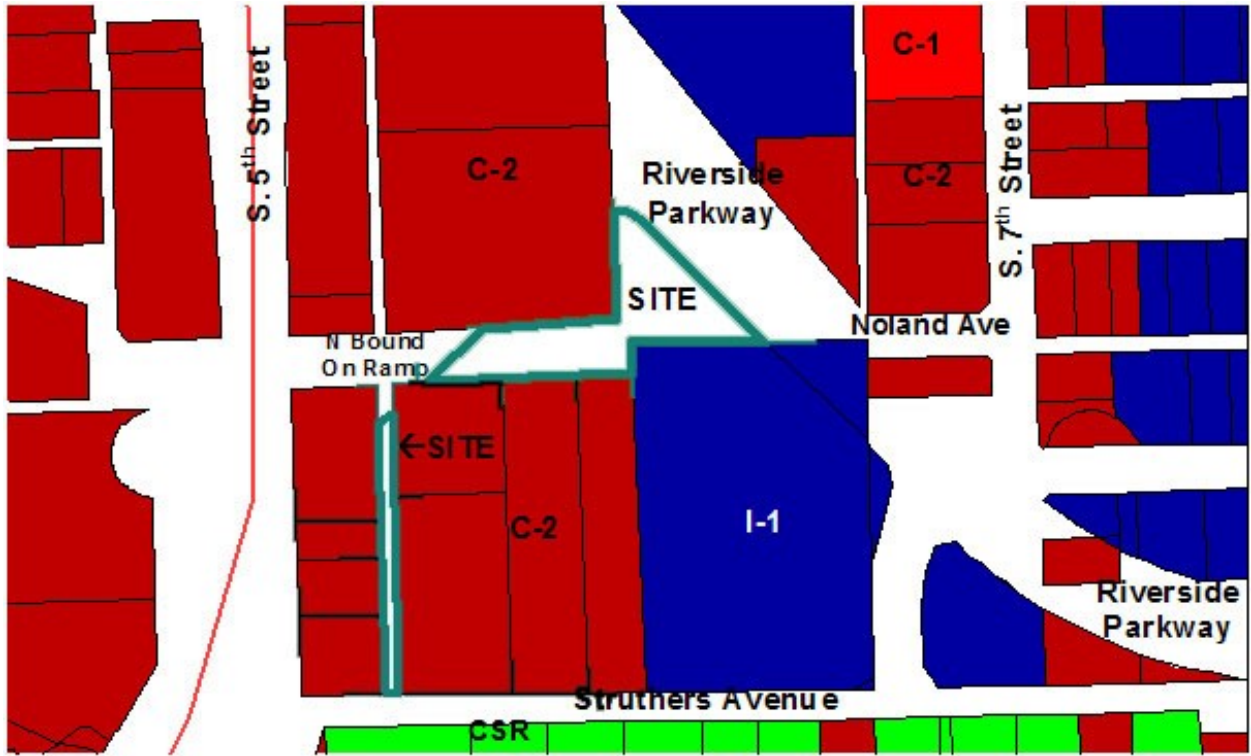 C-1
S. 5th Street
C-2
Riverside
Parkway
C-2
S. 7th Street
SITE
Noland Ave
N Bound
On Ramp
←SITE
C-2
I-1
Riverside
Parkway
Struthers Avenue
CSR